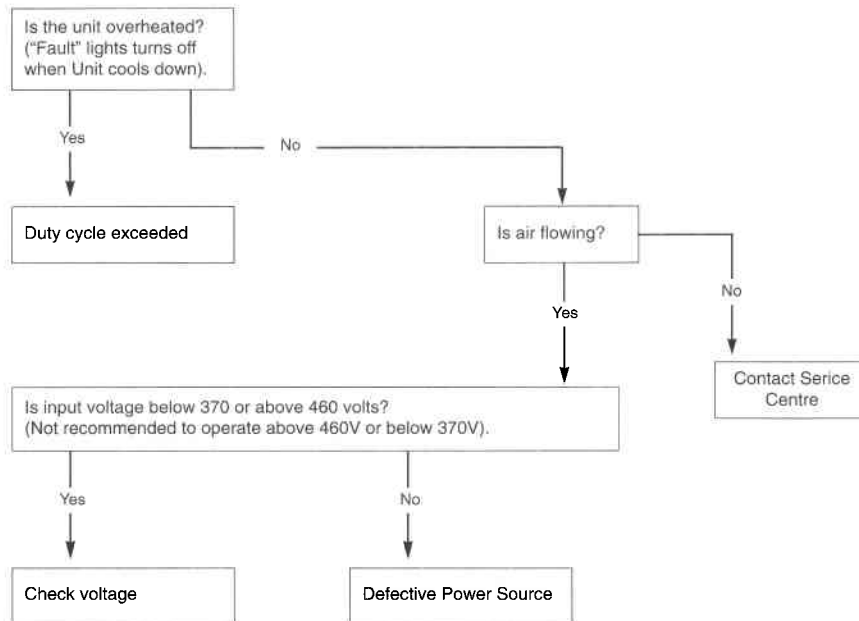 Is the unit overheated?
("Fault" lights turns off
when Unit cools down).
Yes
No
Duty cycle exceeded
Is air flowing?
No
Yes
Contact Serice
Centre
Is input voltage below 370 or above 460 volts?
(Not recommended to operate above 460V or below 370V).
Yes
No
Check voltage
Defective Power Source